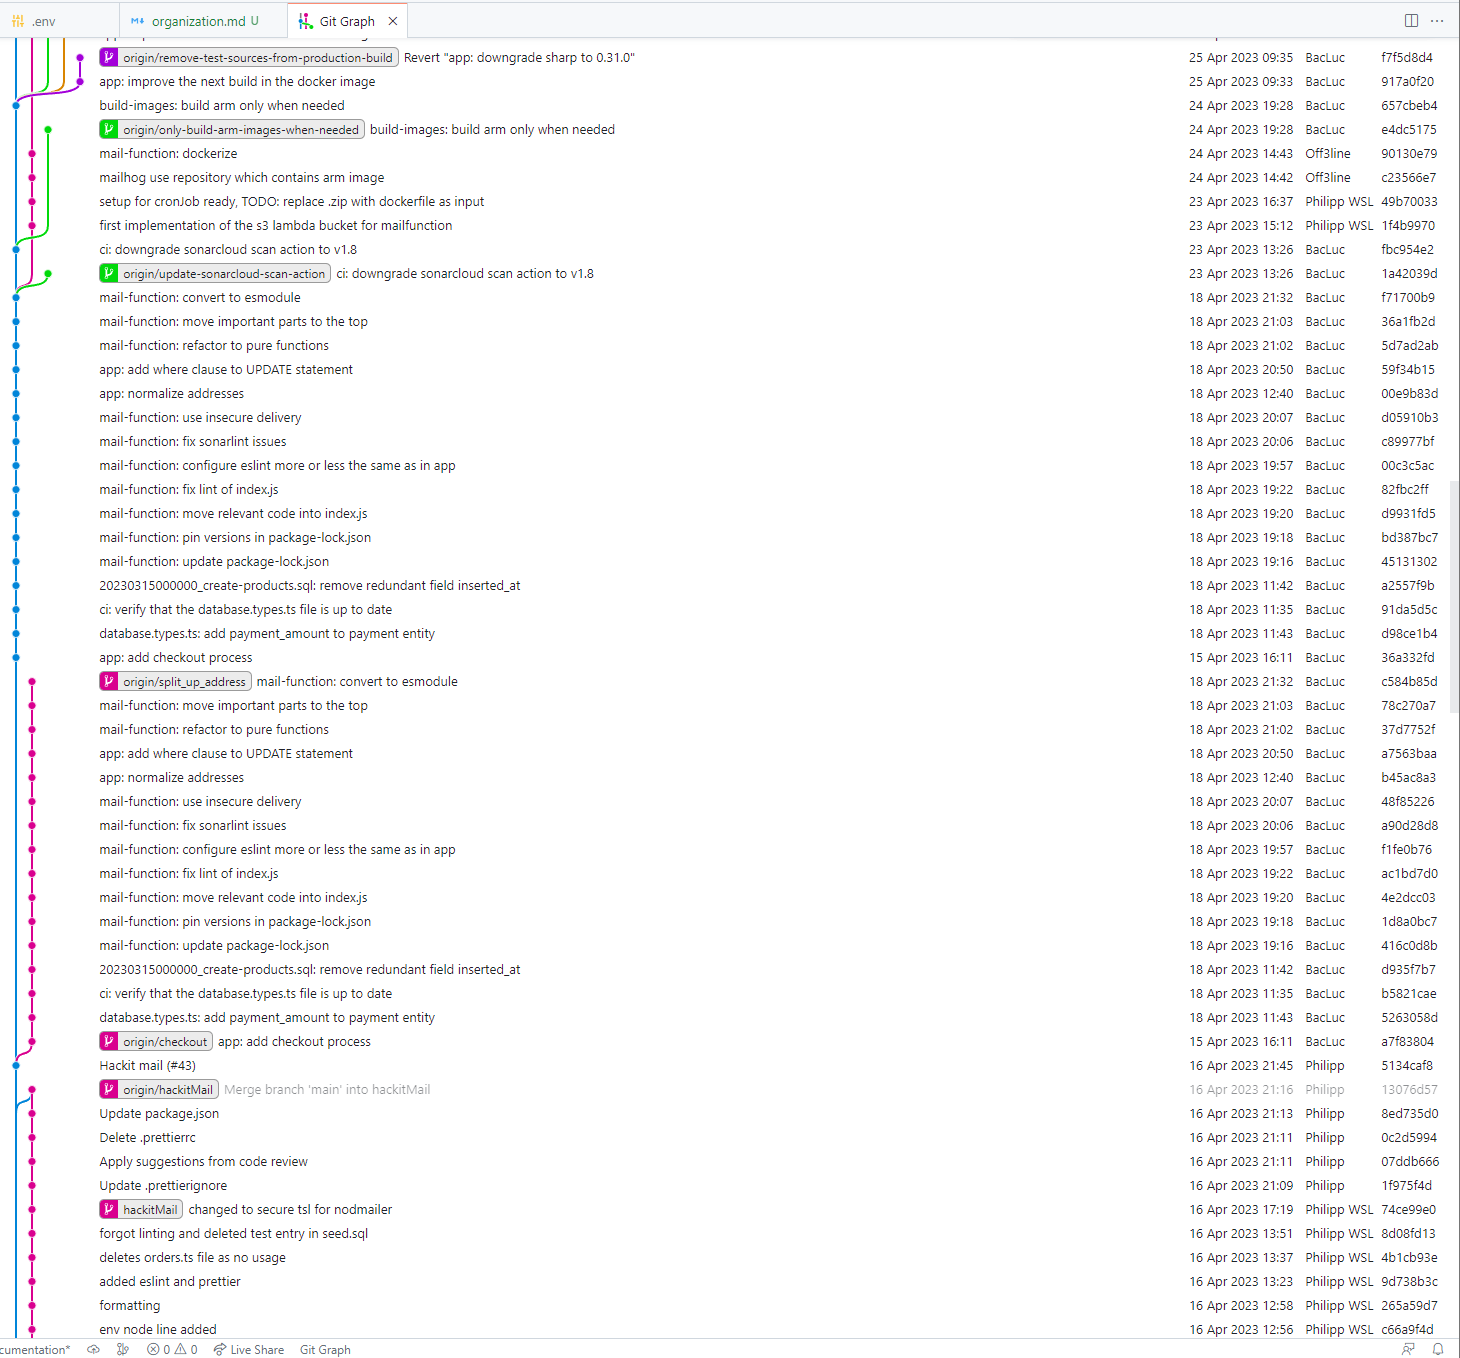 .env organization.md U Git Graph
origin/remove-test-sources-from-production-build Revert "app: downgrade sharp to 0.31.0" 25 Apr 2023 09:35 BacLuc f7f5d8d4
app: improve the next build in the docker image 25 Apr 2023 09:33 BacLuc 917a0f20
build-images: build arm only when needed 24 Apr 2023 19:28 BacLuc 657cbeb4
origin/only-build-arm-images-when-needed build-images: build arm only when needed 24 Apr 2023 19:28 BacLuc e4dc5175
mail-function: dockerize 24 Apr 2023 14:43 Off3line 90130e79
mailhog use repository which contains arm image 24 Apr 2023 14:42 Off3line c23566e7
setup for cronJob ready, TODO: replace .zip with dockerfile as input 23 Apr 2023 16:37 Philipp WSL 49b70033
first implementation of the s3 lambda bucket for mailfunction 23 Apr 2023 15:12 Philipp WSL 1f4b9970
ci: downgrade sonarcloud scan action to v1.8 23 Apr 2023 13:26 BacLuc fbc954e2
origin/update-sonarcloud-scan-action ci: downgrade sonarcloud scan action to v1.8 23 Apr 2023 13:26 BacLuc 1a42039d
mail-function: convert to esmodule 18 Apr 2023 21:32 BacLuc f71700b9
mail-function: move important parts to the top 18 Apr 2023 21:03 BacLuc 36a1fb2d
mail-function: refactor to pure functions 18 Apr 2023 21:02 BacLuc 5d7ad2ab
app: add where clause to UPDATE statement 18 Apr 2023 20:50 BacLuc 59f34b15
app: normalize addresses 18 Apr 2023 12:40 BacLuc 00e9b83d
mail-function: use insecure delivery 18 Apr 2023 20:07 BacLuc d05910b3
mail-function: fix sonarlint issues 18 Apr 2023 20:06 BacLuc c89977bf
mail-function: configure eslint more or less the same as in app 18 Apr 2023 19:57 BacLuc 00c3c5ac
mail-function: fix lint of index.js 18 Apr 2023 19:22 BacLuc 82fbc2ff
mail-function: move relevant code into index.js 18 Apr 2023 19:20 BacLuc d9931fd5
mail-function: pin versions in package-lock.json 18 Apr 2023 19:18 BacLuc bd387bc7
mail-function: update package-lock.json 18 Apr 2023 19:16 BacLuc 45131302
20230315000000_create-products.sql: remove redundant field inserted_at 18 Apr 2023 11:42 BacLuc a2557f9b
ci: verify that the database.types.ts file is up to date 18 Apr 2023 11:35 BacLuc 91da5d5c
database.types.ts: add payment_amount to payment entity 18 Apr 2023 11:43 BacLuc d98ce1b4
app: add checkout process 15 Apr 2023 16:11 BacLuc 36a332fd
origin/split_up_address mail-function: convert to esmodule 18 Apr 2023 21:32 BacLuc c584b85d
mail-function: move important parts to the top 18 Apr 2023 21:03 BacLuc 78c270a7
mail-function: refactor to pure functions 18 Apr 2023 21:02 BacLuc 37d7752f
app: add where clause to UPDATE statement 18 Apr 2023 20:50 BacLuc a7563baa
app: normalize addresses 18 Apr 2023 12:40 BacLuc b45ac8a3
mail-function: use insecure delivery 18 Apr 2023 20:07 BacLuc 48f85226
mail-function: fix sonarlint issues 18 Apr 2023 20:06 BacLuc a90d28d8
mail-function: configure eslint more or less the same as in app 18 Apr 2023 19:57 BacLuc f1fe0b76
mail-function: fix lint of index.js 18 Apr 2023 19:22 BacLuc ac1bd7d0
mail-function: move relevant code into index.js 18 Apr 2023 19:20 BacLuc 4e2dcc03
mail-function: pin versions in package-lock.json 18 Apr 2023 19:18 BacLuc 1d8a0bc7
mail-function: update package-lock.json 18 Apr 2023 19:16 BacLuc 416c0d8b
20230315000000_create-products.sql: remove redundant field inserted_at 18 Apr 2023 11:42 BacLuc d935f7b7
ci: verify that the database.types.ts file is up to date 18 Apr 2023 11:35 BacLuc b5821cae
database.types.ts: add payment_amount to payment entity 18 Apr 2023 11:43 BacLuc 5263058d
origin/checkout app: add checkout process 15 Apr 2023 16:11 BacLuc a7f83804
Hackit mail (#43) 16 Apr 2023 21:45 Philipp 5134caf8
origin/hackitMail Merge branch 'main' into hackitMail 16 Apr 2023 21:16 Philipp 13076d57
Update package.json 16 Apr 2023 21:13 Philipp 8ed735d0
Delete .prettierrc 16 Apr 2023 21:11 Philipp 0c2d5994
Apply suggestions from code review 16 Apr 2023 21:11 Philipp 07ddb666
Update .prettierignore 16 Apr 2023 21:09 Philipp 1f975f4d
hackitMail changed to secure tsl for nodmailer 16 Apr 2023 17:19 Philipp WSL 74ce99e0
forgot linting and deleted test entry in seed.sql 16 Apr 2023 13:51 Philipp WSL 8d08fd13
deletes orders.ts file as no usage 16 Apr 2023 13:37 Philipp WSL 4b1cb93e
added eslint and prettier 16 Apr 2023 13:23 Philipp WSL 9d738b3c
formatting 16 Apr 2023 12:58 Philipp WSL 265a59d7
env node line added 16 Apr 2023 12:56 Philipp WSL c66a9f4d
cumentation* 0 0 Live Share Git Graph